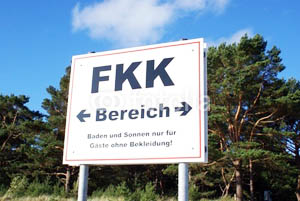 FKK
← Bereich →
Baden und Sonnen nur für
Gäste ohne Bekleidung!